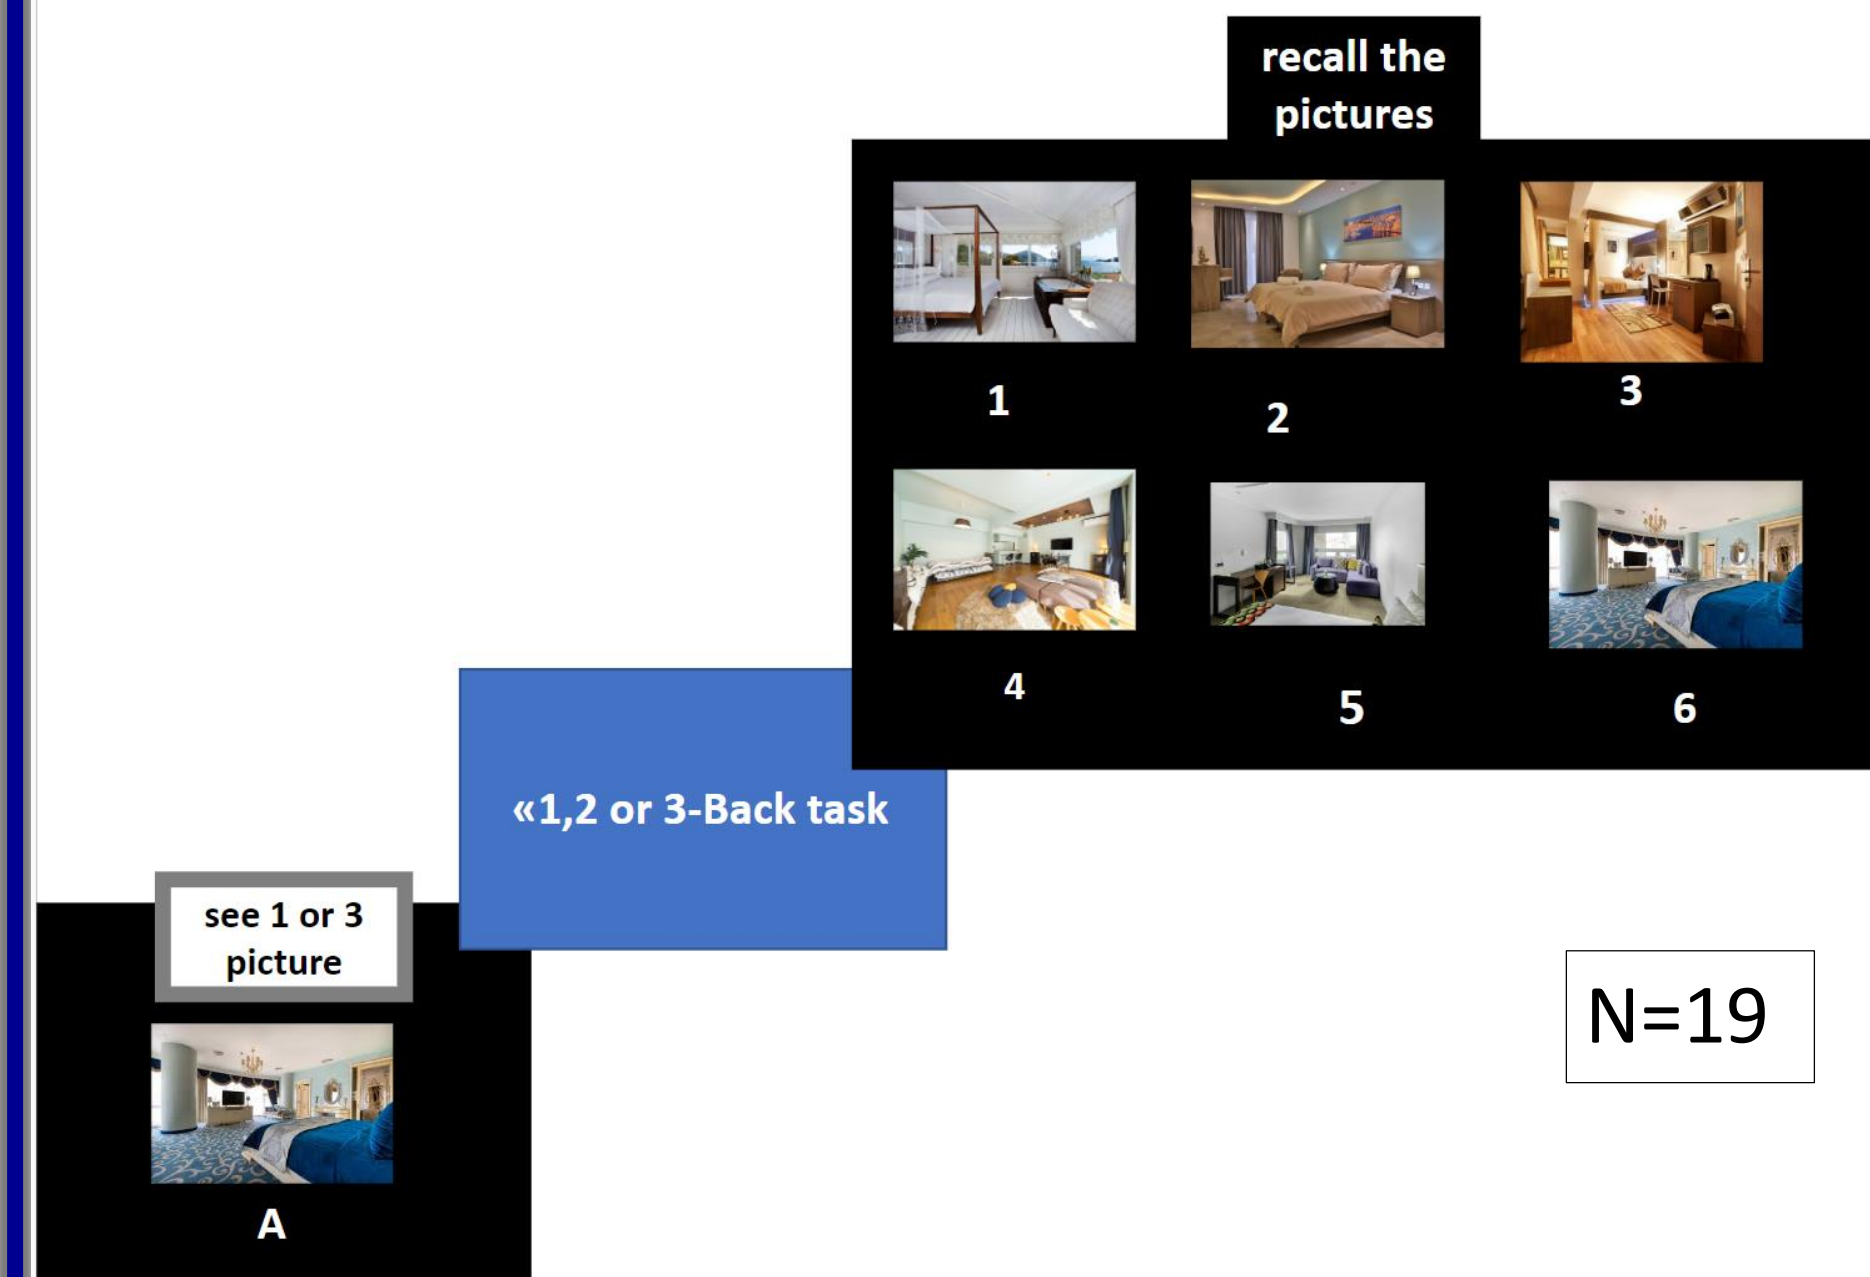 recall the
pictures
1
2
3
4
5
6
«1,2 or 3-Back task
see 1 or 3
picture
A
N=19